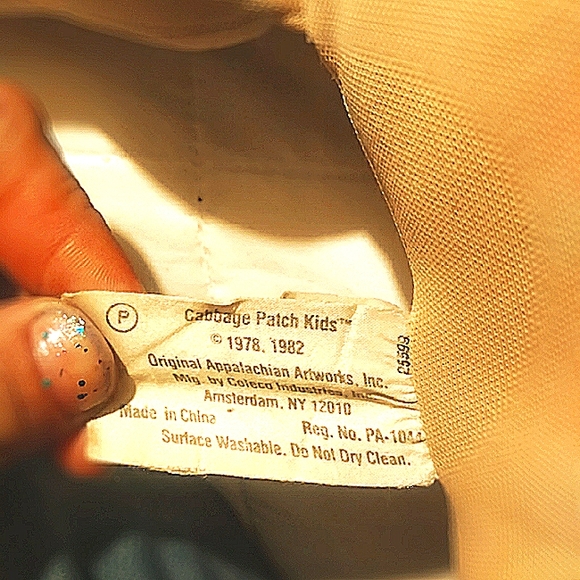 P
Cabbage Patch Kids™
© 1978, 1982
Original Appalachian Artworks, Inc.
Mfg. by Coleco Industries, Inc.
Amsterdam, NY 12010
Made in China
Reg. No. PA-1044
Surface Washable. Do Not Dry Clean.